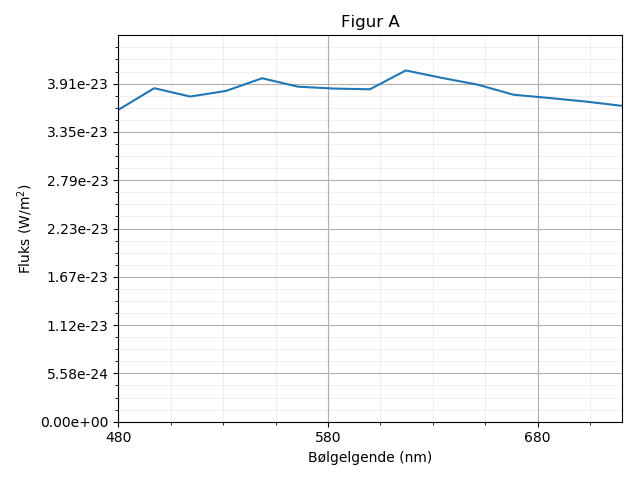 Figur A
3.91e-23
3.35e-23
2.79e-23
2.23e-23
1.67e-23
1.12e-23
5.58e-24
0.00e+00
480 580 680
Fluks (W/m²)
Bølgelgende (nm)